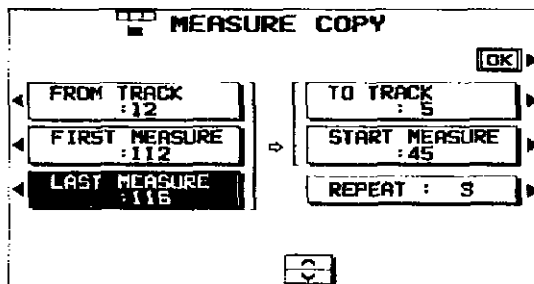 MEASURE COPY
OK
FROM TRACK
:12
TO TRACK
: 5
FIRST MEASURE
:112
START MEASURE
:45
LAST MEASURE
:116
REPEAT :